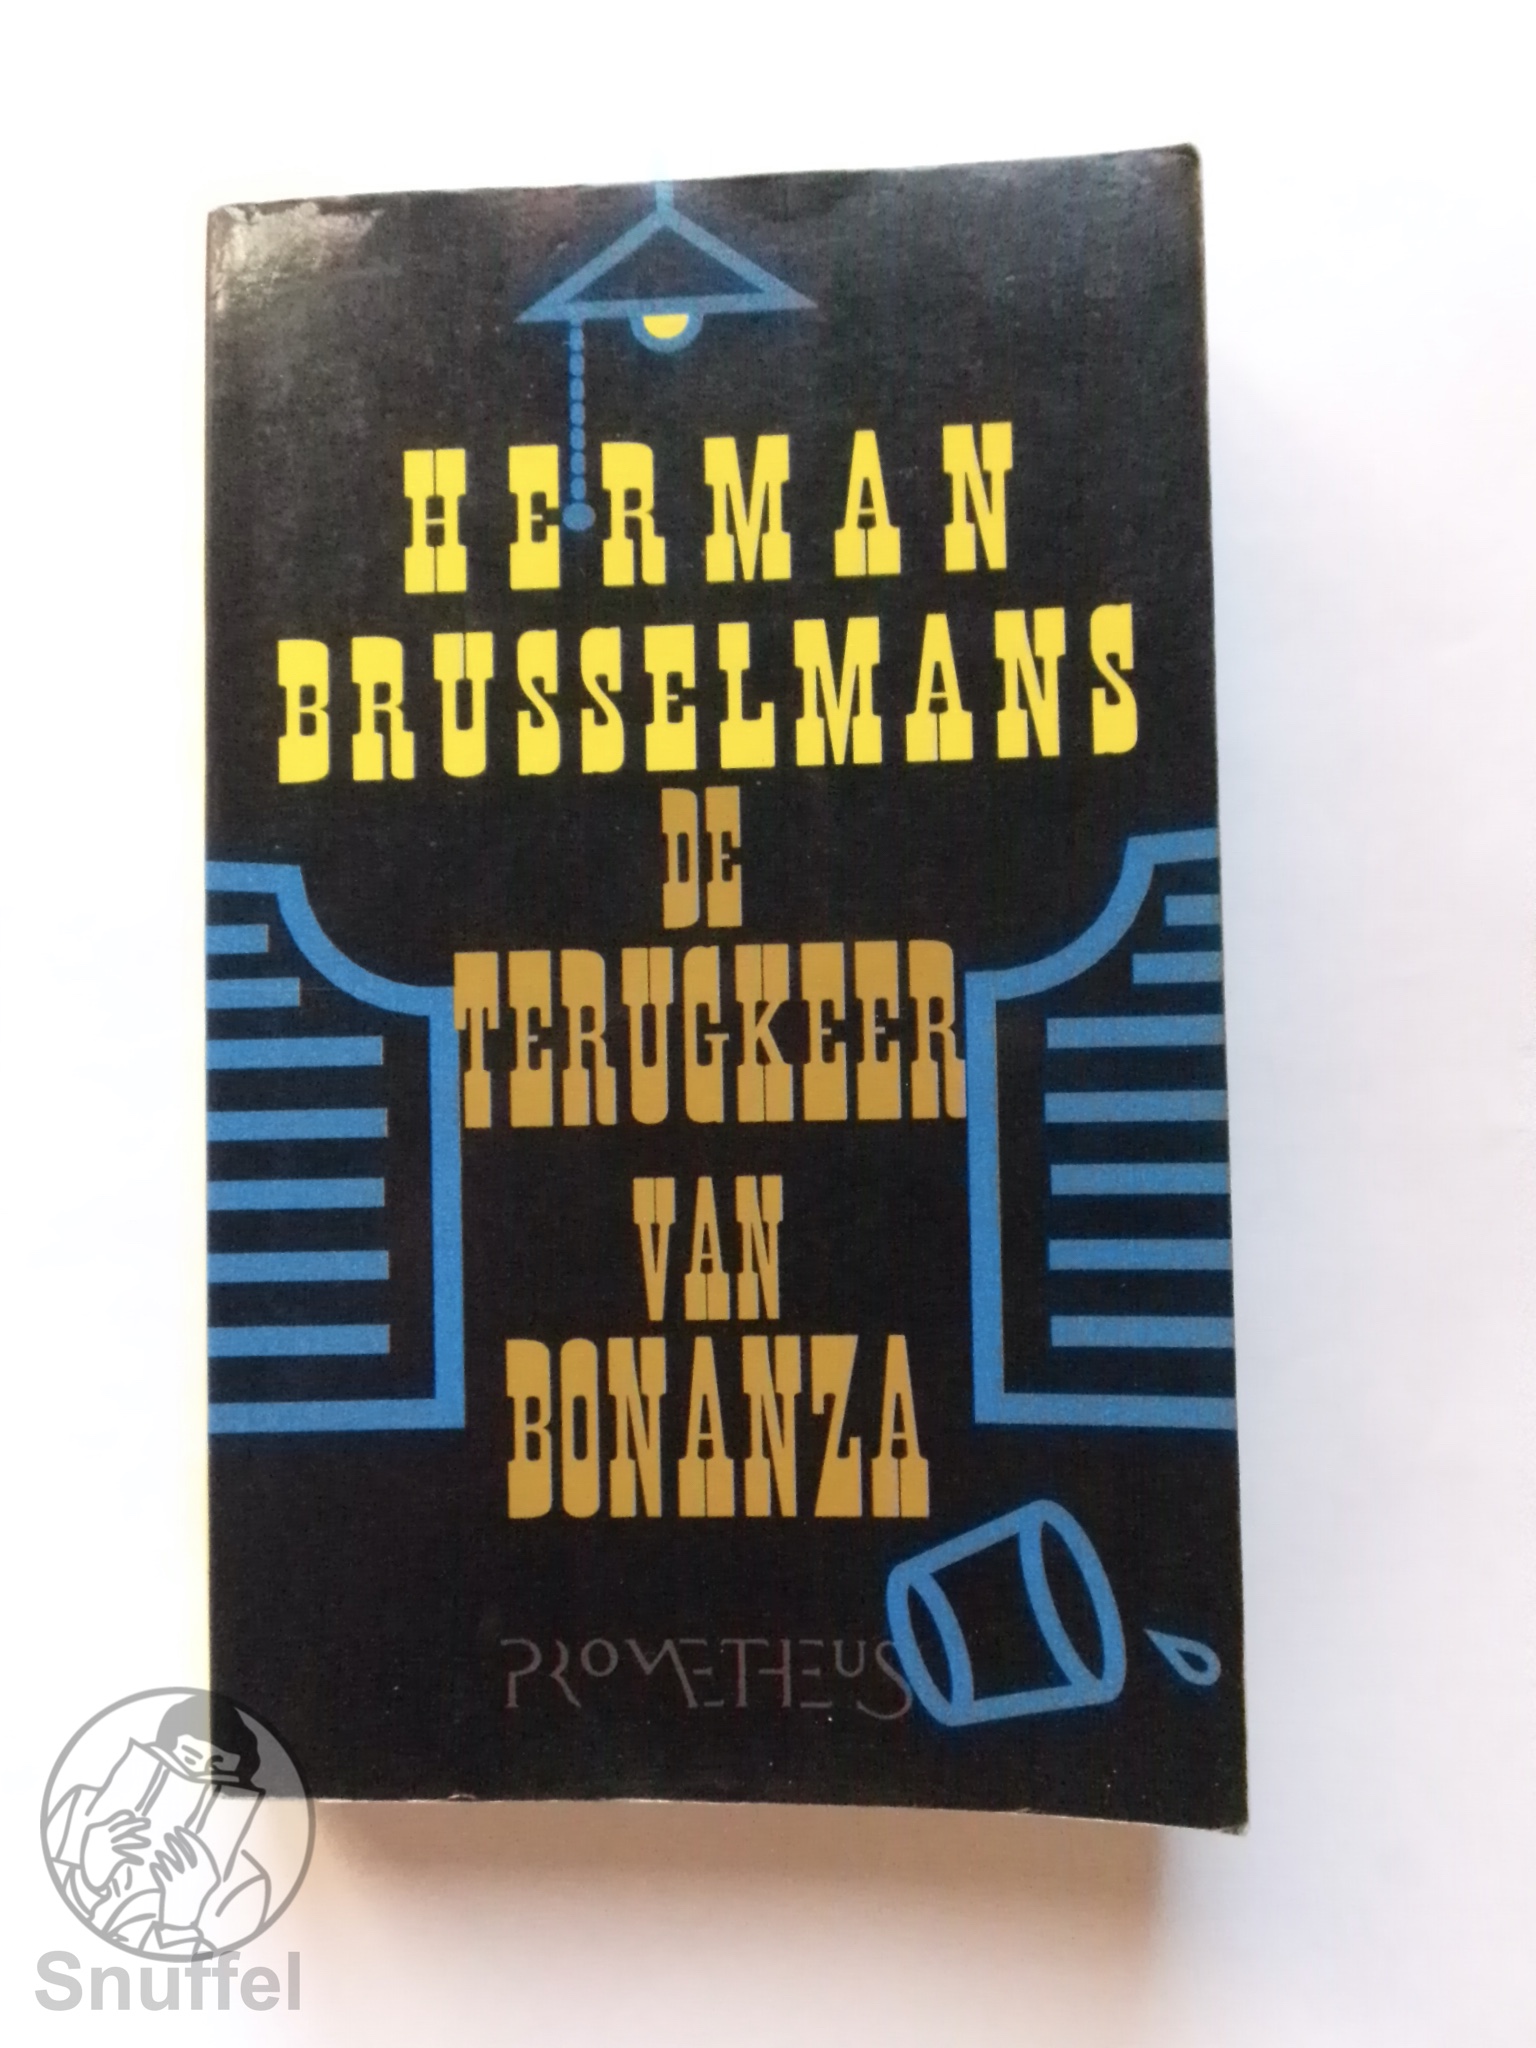 HERMAN
BRUSSELMANS
DE
TERUGKEER
VAN
BONANZA
PROMETHEUS
Snuffel